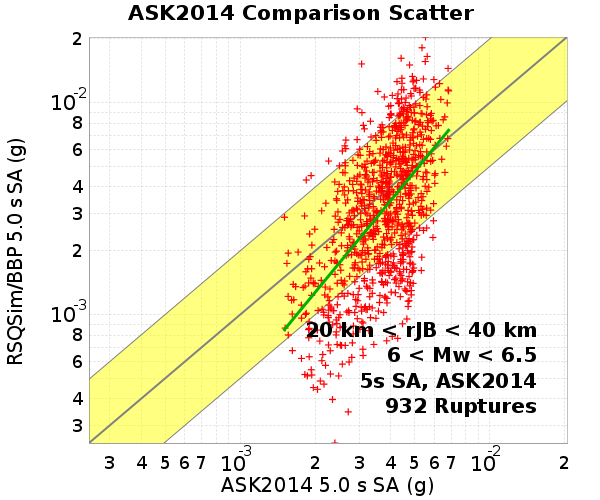 ASK2014 Comparison Scatter
RSQSim/BBP 5.0 s SA (g)
2
10-2
8
6
4
3
2
10-3
8
6
4
3
20 km < rJB < 40 km
6 < Mw < 6.5
5s SA, ASK2014
932 Ruptures
3 4 5 6 7 10-3 2 3 4 5 6 7 10-2 2
ASK2014 5.0 s SA (g)